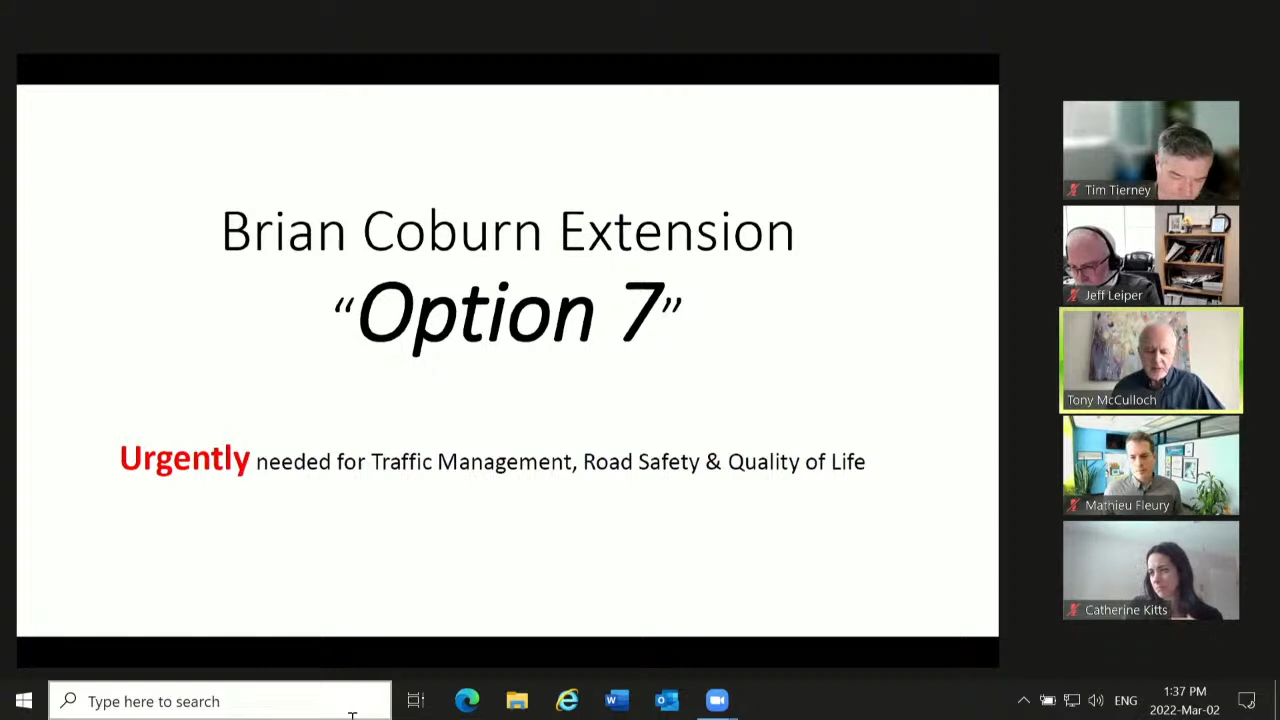 Brian Coburn Extension
“Option 7”
Urgently needed for Traffic Management, Road Safety & Quality of Life
Tim Tierney
Jeff Leiper
Tony McCulloch
Mathieu Fleury
Catherine Kitts
Type here to search
ENG
1:37 PM
2022-Mar-02